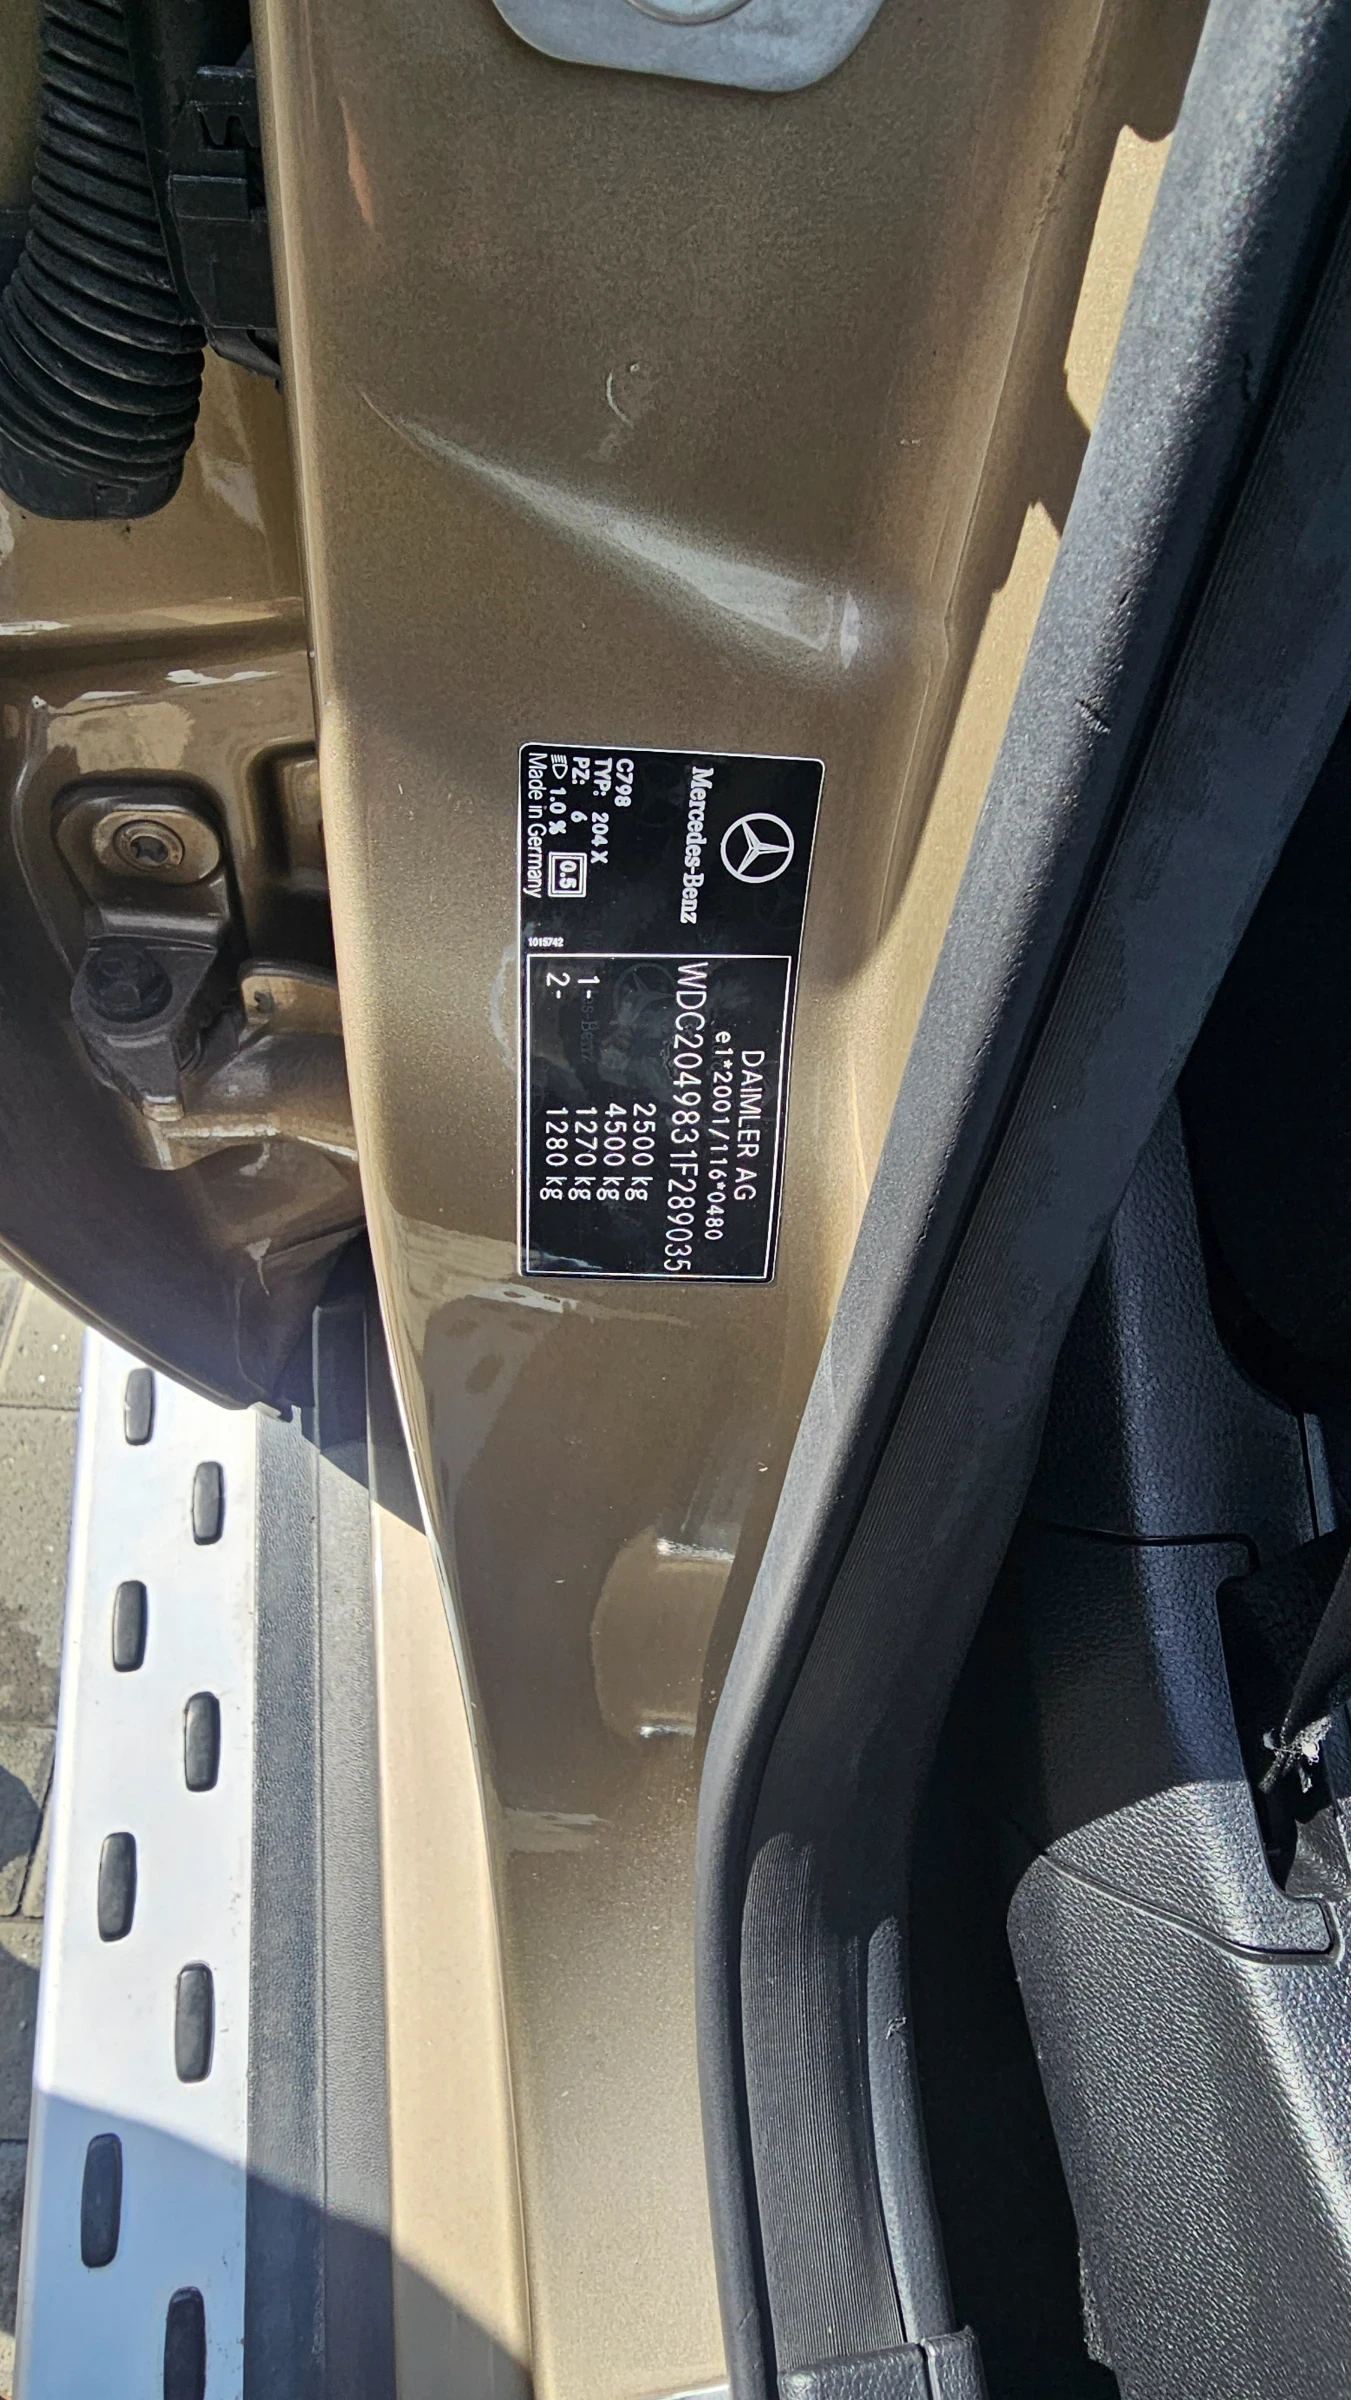 Mercedes-Benz
C798
TYP: 204 X
PZ: 6
1.0 % 0.5
Made in Germany
1015742
DAIMLER AG
e1*2001/116*0480
WDC2049831F289035
2500 kg
4500 kg
1- 1270 kg
2- 1280 kg